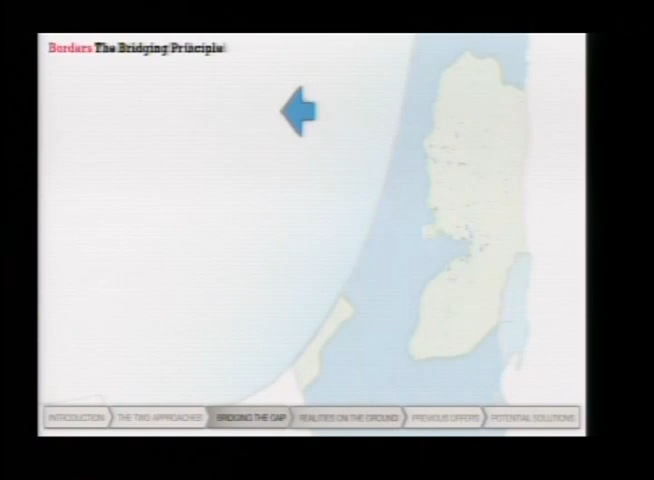 Borders The Bridging Principle
INTRODUCTION
THE TWO APPROACHES
BRIDGING THE GAP
REALITIES ON THE GROUND
PREVIOUS OFFERS
POTENTIAL SOLUTIONS